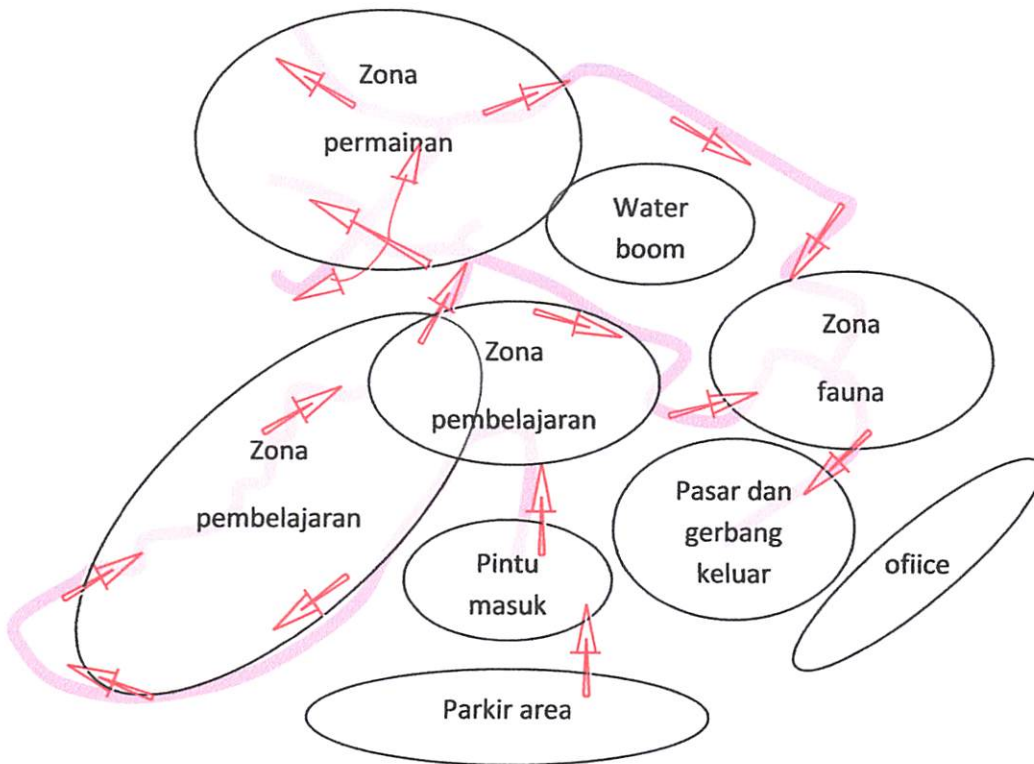 Zona
permainan
Water
boom
Zona
fauna
Zona
pembelajaran
Zona
pembelajaran
Pasar dan
gerbang
keluar
ofiice
Pintu
masuk
Parkir area